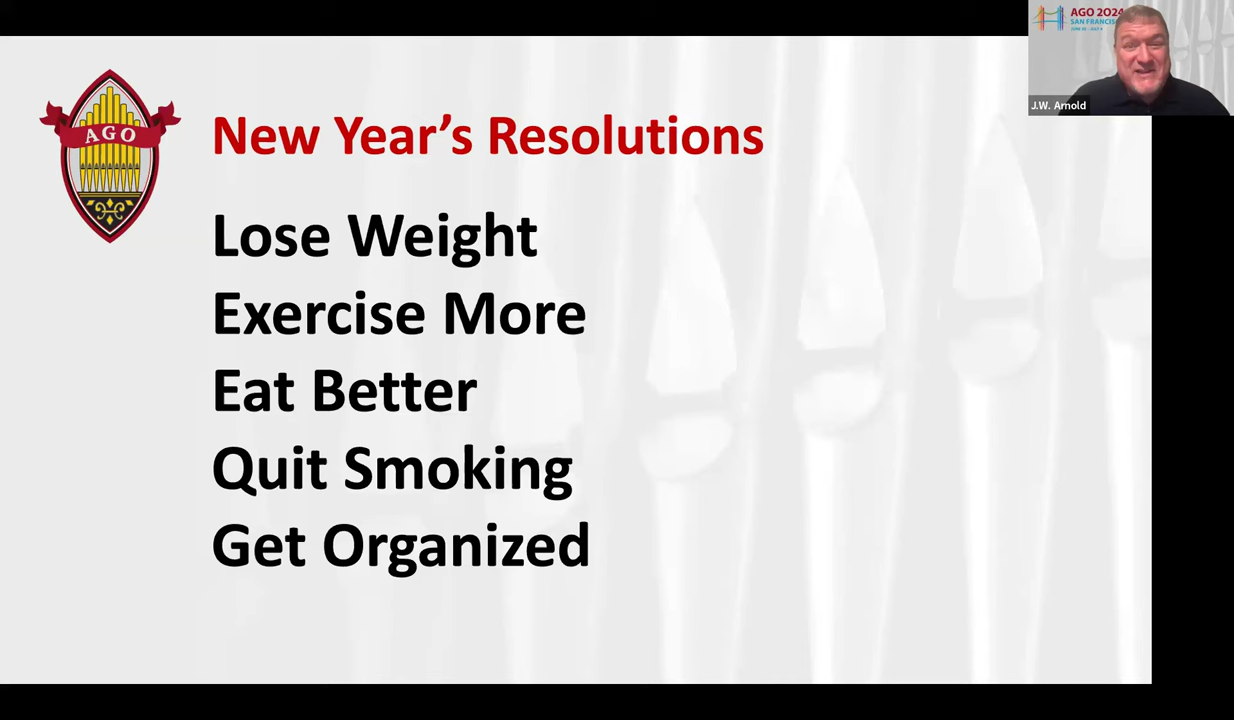 AGO 2024
SAN FRANCIS
J.W. Arnold
AGO
New Year's Resolutions
Lose Weight
Exercise More
Eat Better
Quit Smoking
Get Organized